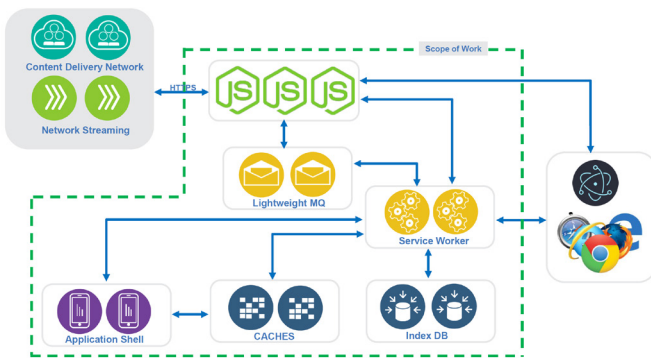 Scope of Work
Content Delivery Network
HTTPS
JS JS JS
Network Streaming
Lightweight MQ
Service Worker
Application Shell
CACHES
Index DB